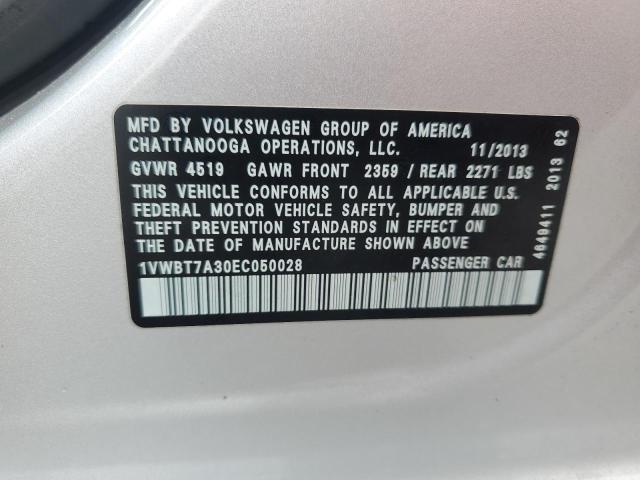 MFD BY VOLKSWAGEN GROUP OF AMERICA
CHATTANOOGA OPERATIONS, LLC. 11/2013
GVWR 4519 GAWR FRONT 2359 / REAR 2271 LBS
THIS VEHICLE CONFORMS TO ALL APPLICABLE U.S.
FEDERAL MOTOR VEHICLE SAFETY, BUMPER AND
THEFT PREVENTION STANDARDS IN EFFECT ON
THE DATE OF MANUFACTURE SHOWN ABOVE
1VWBT7A30EC050028 PASSENGER CAR
4649411 2013 62